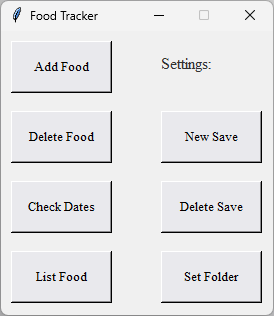 Food Tracker
Add Food
Settings:
Delete Food
New Save
Check Dates
Delete Save
List Food
Set Folder